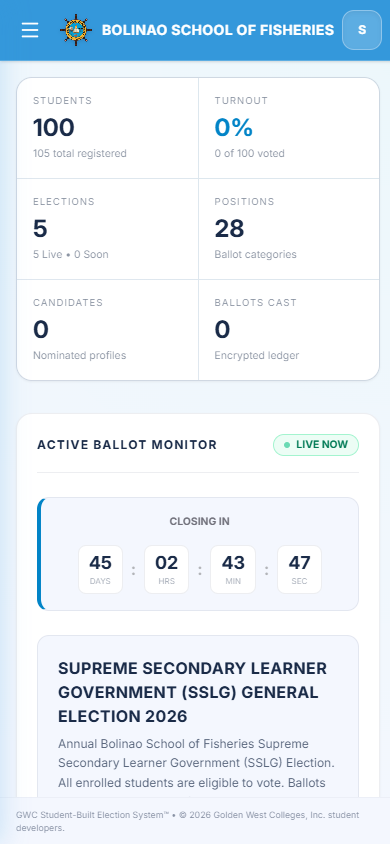 BOLINAO SCHOOL OF FISHERIES
S
STUDENTS
100
105 total registered
TURNOUT
0%
0 of 100 voted
ELECTIONS
5
5 Live • 0 Soon
POSITIONS
28
Ballot categories
CANDIDATES
0
Nominated profiles
BALLOTS CAST
0
Encrypted ledger
ACTIVE BALLOT MONITOR
LIVE NOW
CLOSING IN
45 : 02 : 43 : 47
DAYS HRS MIN SEC
SUPREME SECONDARY LEARNER
GOVERNMENT (SSLG) GENERAL
ELECTION 2026
Annual Bolinao School of Fisheries Supreme
Secondary Learner Government (SSLG) Election.
All enrolled students are eligible to vote. Ballots
GWC Student-Built Election System™ • © 2026 Golden West Colleges, Inc. student
developers.